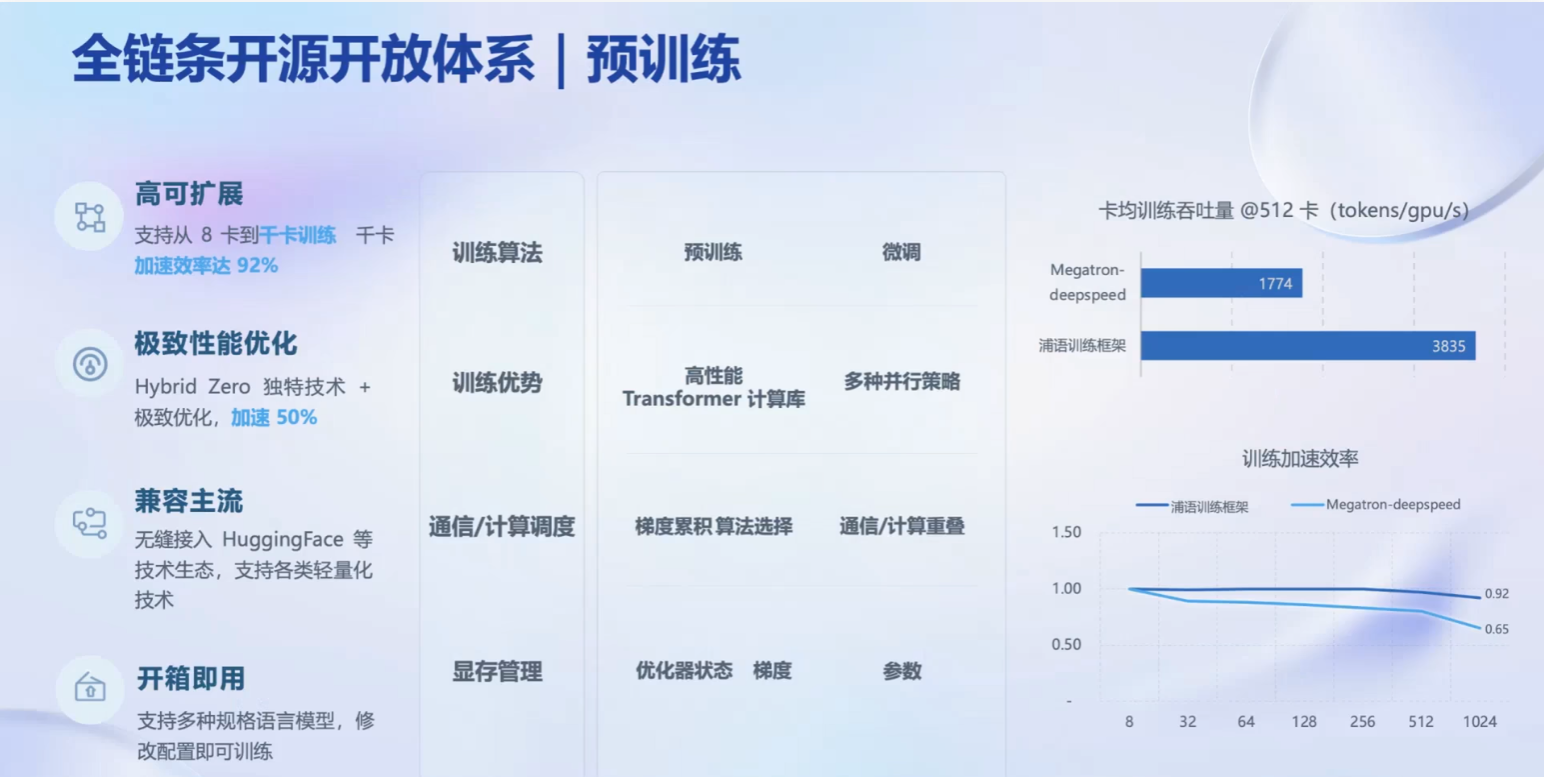 全链条开源开放体系｜预训练
高可扩展
支持从 8 卡到千卡训练 千卡
加速效率达 92%
极致性能优化
Hybrid Zero 独特技术 +
极致优化，加速 50%
兼容主流
无缝接入 HuggingFace 等
技术生态，支持各类轻量化
技术
开箱即用
支持多种规格语言模型，修
改配置即可训练
训练算法 预训练 微调
训练优势 高性能
Transformer 计算库 多种并行策略
通信/计算调度 梯度累积算法选择 通信/计算重叠
显存管理 优化器状态 梯度 参数
卡均训练吞吐量 @512 卡（tokens/gpu/s）
Megatron-
deepspeed
1774
浦语训练框架 3835
训练加速效率
浦语训练框架 Megatron-deepspeed
1.50
1.00
0.50
-
0.92
0.65
8 32 64 128 256 512 1024